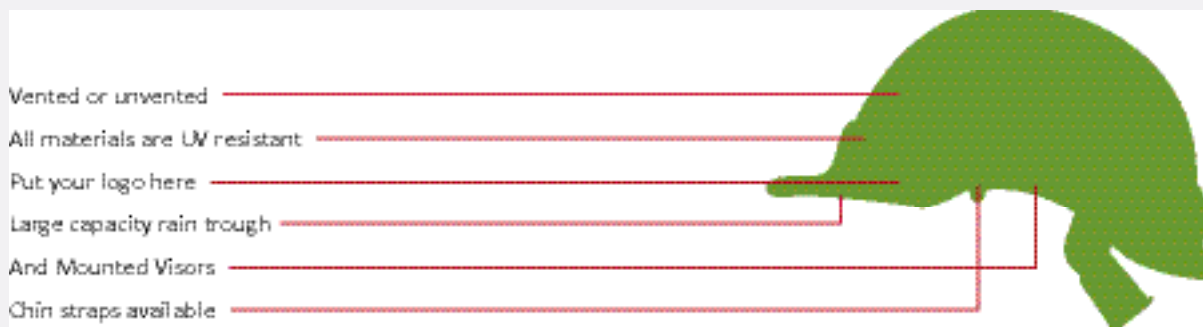 Vented or unvented
All materials are UV resistant
Put your logo here
Large capacity rain trough
And Mounted Visors
Chin straps available